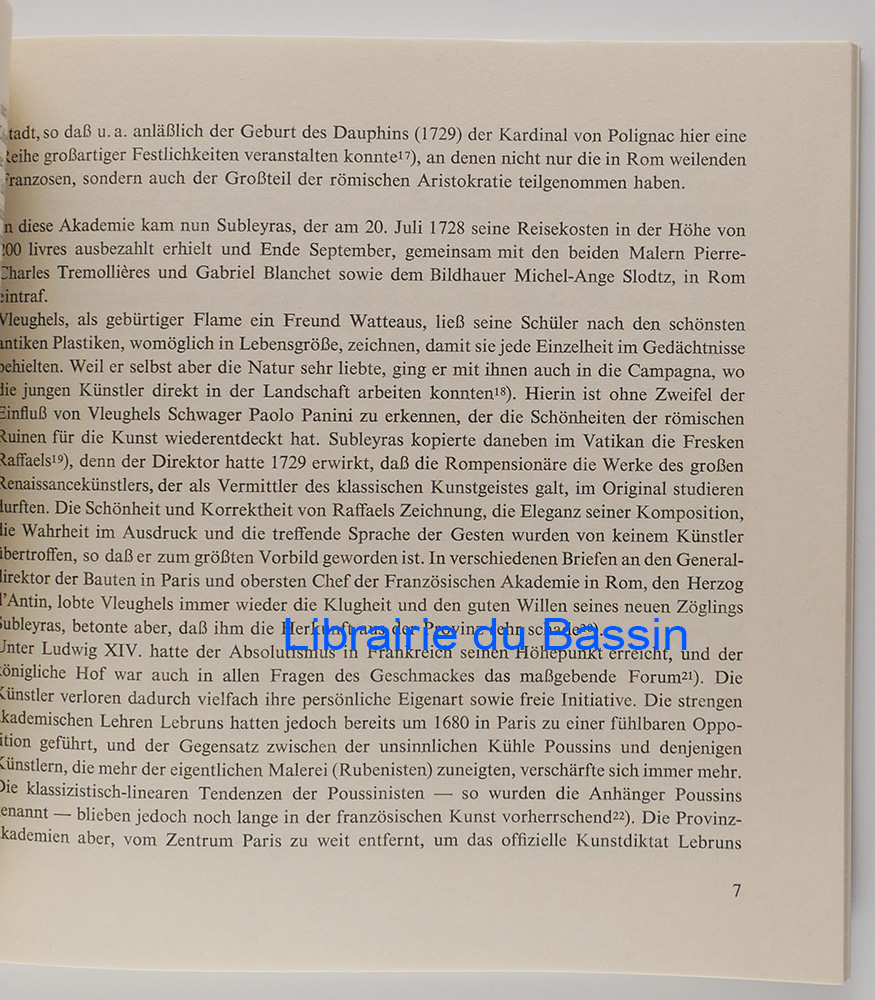 tadt, so daß u. a. anläßlich der Geburt des Dauphins (1729) der Kardinal von Polignac hier eine
Reihe großartiger Festlichkeiten veranstalten konnte¹⁷), an denen nicht nur die in Rom weilenden
Franzosen, sondern auch der Großteil der römischen Aristokratie teilgenommen haben.
In diese Akademie kam nun Subleyras, der am 20. Juli 1728 seine Reisekosten in der Höhe von
livres ausbezahlt erhielt und Ende September, gemeinsam mit den beiden Malern Pierre-
Charles Tremollières und Gabriel Blanchet sowie dem Bildhauer Michel-Ange Slodtz, in Rom
eintraf.
Vleughels, als gebürtiger Flame ein Freund Watteaus, ließ seine Schüler nach den schönsten
antiken Plastiken, womöglich in Lebensgröße, zeichnen, damit sie jede Einzelheit im Gedächtnisse
behielten. Weil er selbst aber die Natur sehr liebte, ging er mit ihnen auch in die Campagna, wo
die jungen Künstler direkt in der Landschaft arbeiten konnten¹⁸). Hierin ist ohne Zweifel der
Einfluß von Vleughels Schwager Paolo Panini zu erkennen, der die Schönheiten der römischen
Ruinen für die Kunst wiederentdeckt hat. Subleyras kopierte daneben im Vatikan die Fresken
Raffaels¹⁹), denn der Direktor hatte 1729 erwirkt, daß die Rompensionäre die Werke des großen
Renaissancekünstlers, der als Vermittler des klassischen Kunstgeistes galt, im Original studieren
durften. Die Schönheit und Korrektheit von Raffaels Zeichnung, die Eleganz seiner Komposition,
die Wahrheit im Ausdruck und die treffende Sprache der Gesten wurden von keinem Künstler
übertroffen, so daß er zum größten Vorbild geworden ist. In verschiedenen Briefen an den General-
direktor der Bauten in Paris und obersten Chef der Französischen Akademie in Rom, den Herzog
d'Antin, lobte Vleughels immer wieder die Klugheit und den guten Willen seines neuen Zöglings
Subleyras, betonte aber, daß ihm die Herkunft aus der Provinz sehr schade²⁰).
Librairie du Bassin
Unter Ludwig XIV. hatte der Absolutismus in Frankreich seinen Höhepunkt erreicht, und der
königliche Hof war auch in allen Fragen des Geschmackes das maßgebende Forum²¹). Die
Künstler verloren dadurch vielfach ihre persönliche Eigenart sowie freie Initiative. Die strengen
akademischen Lehren Lebruns hatten jedoch bereits um 1680 in Paris zu einer fühlbaren Oppo-
sition geführt, und der Gegensatz zwischen der unsinnlichen Kühle Poussins und denjenigen
Künstlern, die mehr der eigentlichen Malerei (Rubenisten) zuneigten, verschärfte sich immer mehr.
Die klassizistisch-linearen Tendenzen der Poussinisten — so wurden die Anhänger Poussins
genannt — blieben jedoch noch lange in der französischen Kunst vorherrschend²²). Die Provinz-
akademien aber, vom Zentrum Paris zu weit entfernt, um das offizielle Kunstdiktat Lebruns
7